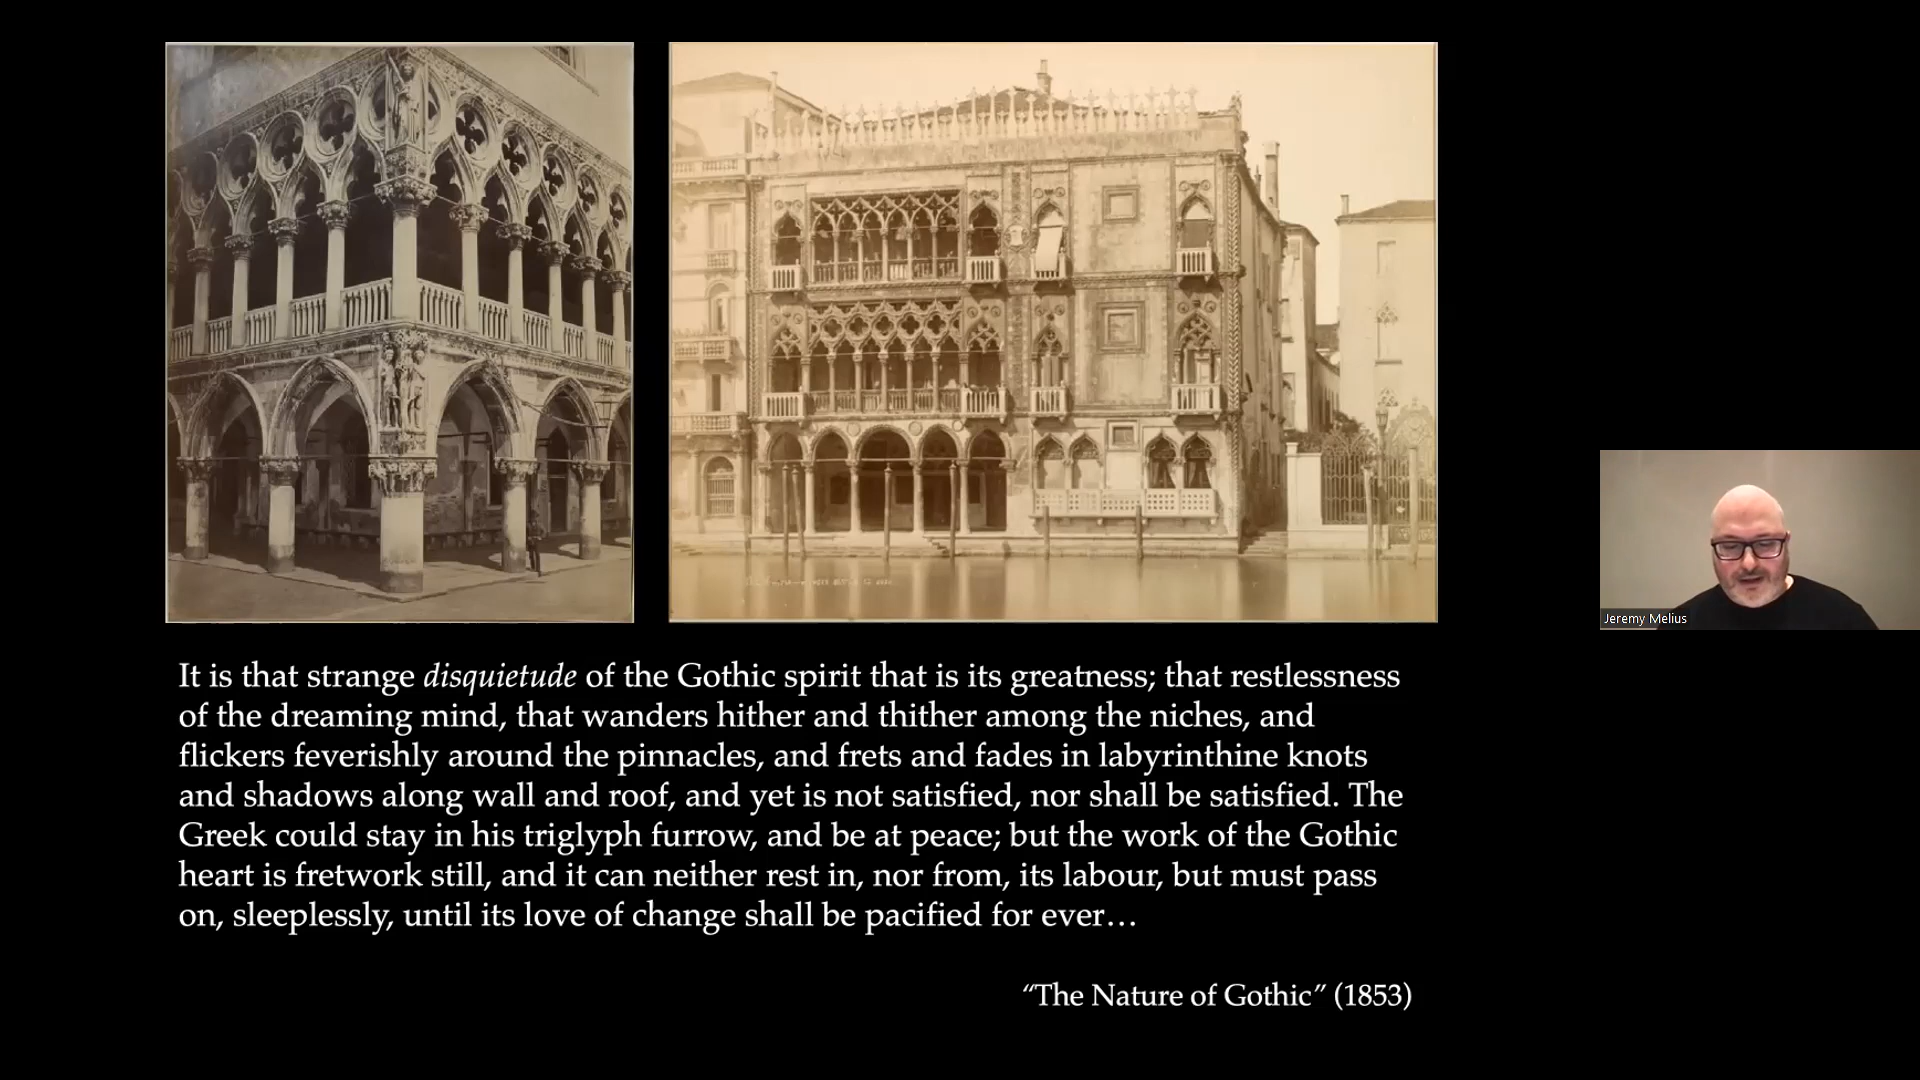 It is that strange disquietude of the Gothic spirit that is its greatness; that restlessness
of the dreaming mind, that wanders hither and thither among the niches, and
flickers feverishly around the pinnacles, and frets and fades in labyrinthine knots
and shadows along wall and roof, and yet is not satisfied, nor shall be satisfied. The
Greek could stay in his triglyph furrow, and be at peace; but the work of the Gothic
heart is fretwork still, and it can neither rest in, nor from, its labour, but must pass
on, sleeplessly, until its love of change shall be pacified for ever…
“The Nature of Gothic” (1853)
Jeremy Melius